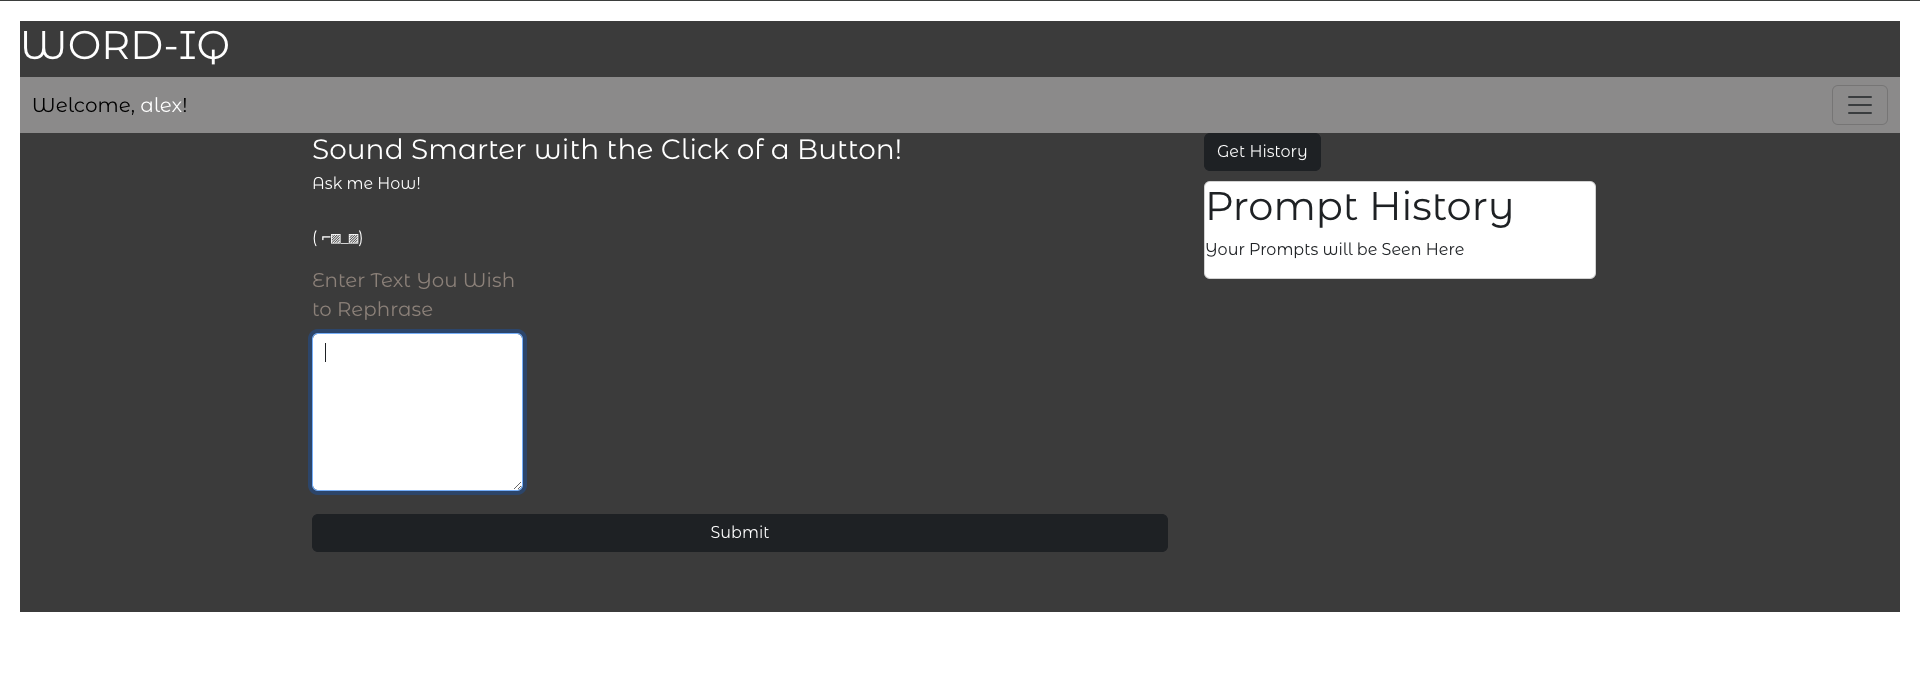 WORD-IQ
Welcome, alex!
Sound Smarter with the Click of a Button!
Ask me How!
( ⌐▨_▨)
Enter Text You Wish
to Rephrase
Submit
Get History
Prompt History
Your Prompts will be Seen Here